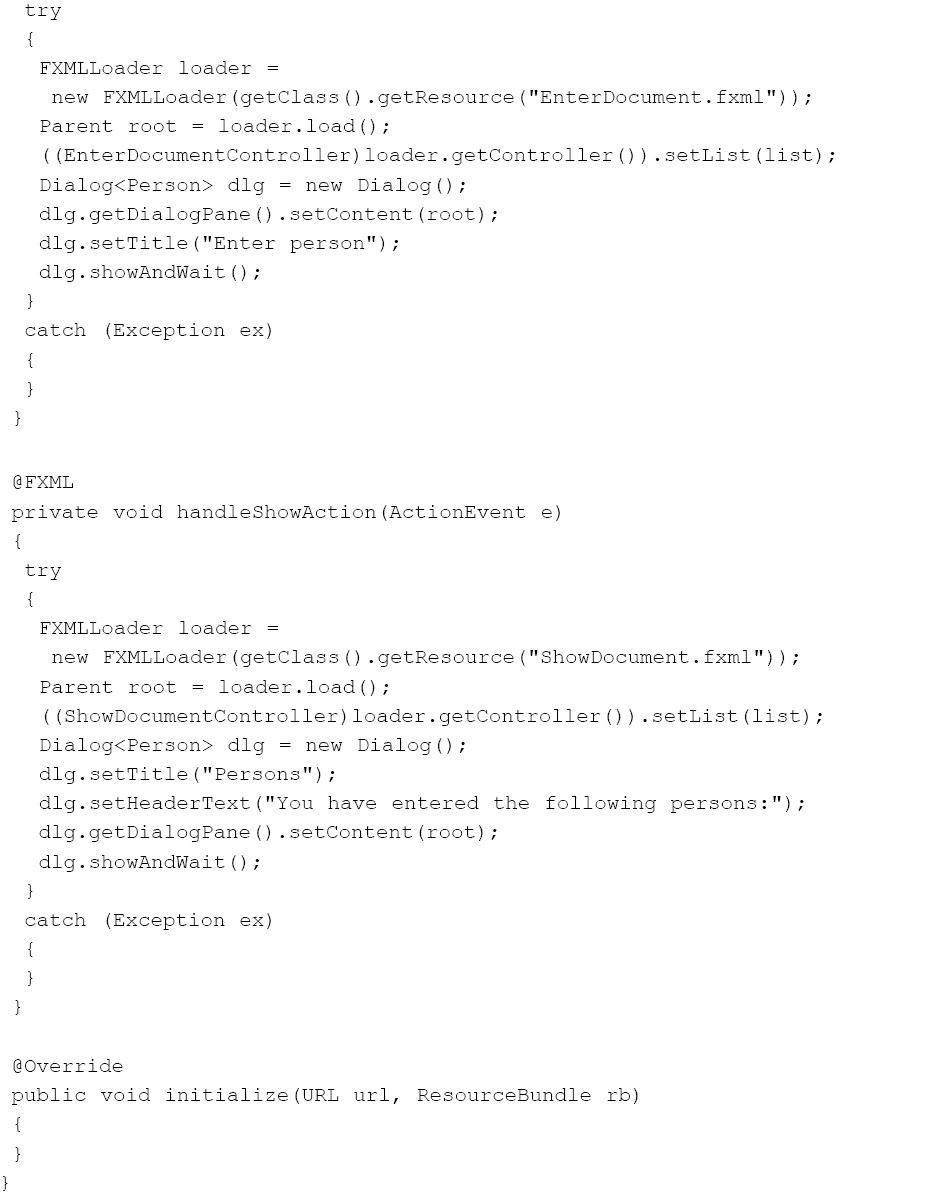 try
{
FXMLLoader loader =
new FXMLLoader(getClass().getResource("EnterDocument.fxml"));
Parent root = loader.load();
((EnterDocumentController)loader.getController()).setList(list);
Dialog<Person> dlg = new Dialog();
dlg.getDialogPane().setContent(root);
dlg.setTitle("Enter person");
dlg.showAndWait();
}
catch (Exception ex)
{
}
}
@FXML
private void handleShowAction(ActionEvent e)
{
try
{
FXMLLoader loader =
new FXMLLoader(getClass().getResource("ShowDocument.fxml"));
Parent root = loader.load();
((ShowDocumentController)loader.getController()).setList(list);
Dialog<Person> dlg = new Dialog();
dlg.setTitle("Persons");
dlg.setHeaderText("You have entered the following persons:");
dlg.getDialogPane().setContent(root);
dlg.showAndWait();
}
catch (Exception ex)
{
}
}
@Override
public void initialize(URL url, ResourceBundle rb)
{
}
}